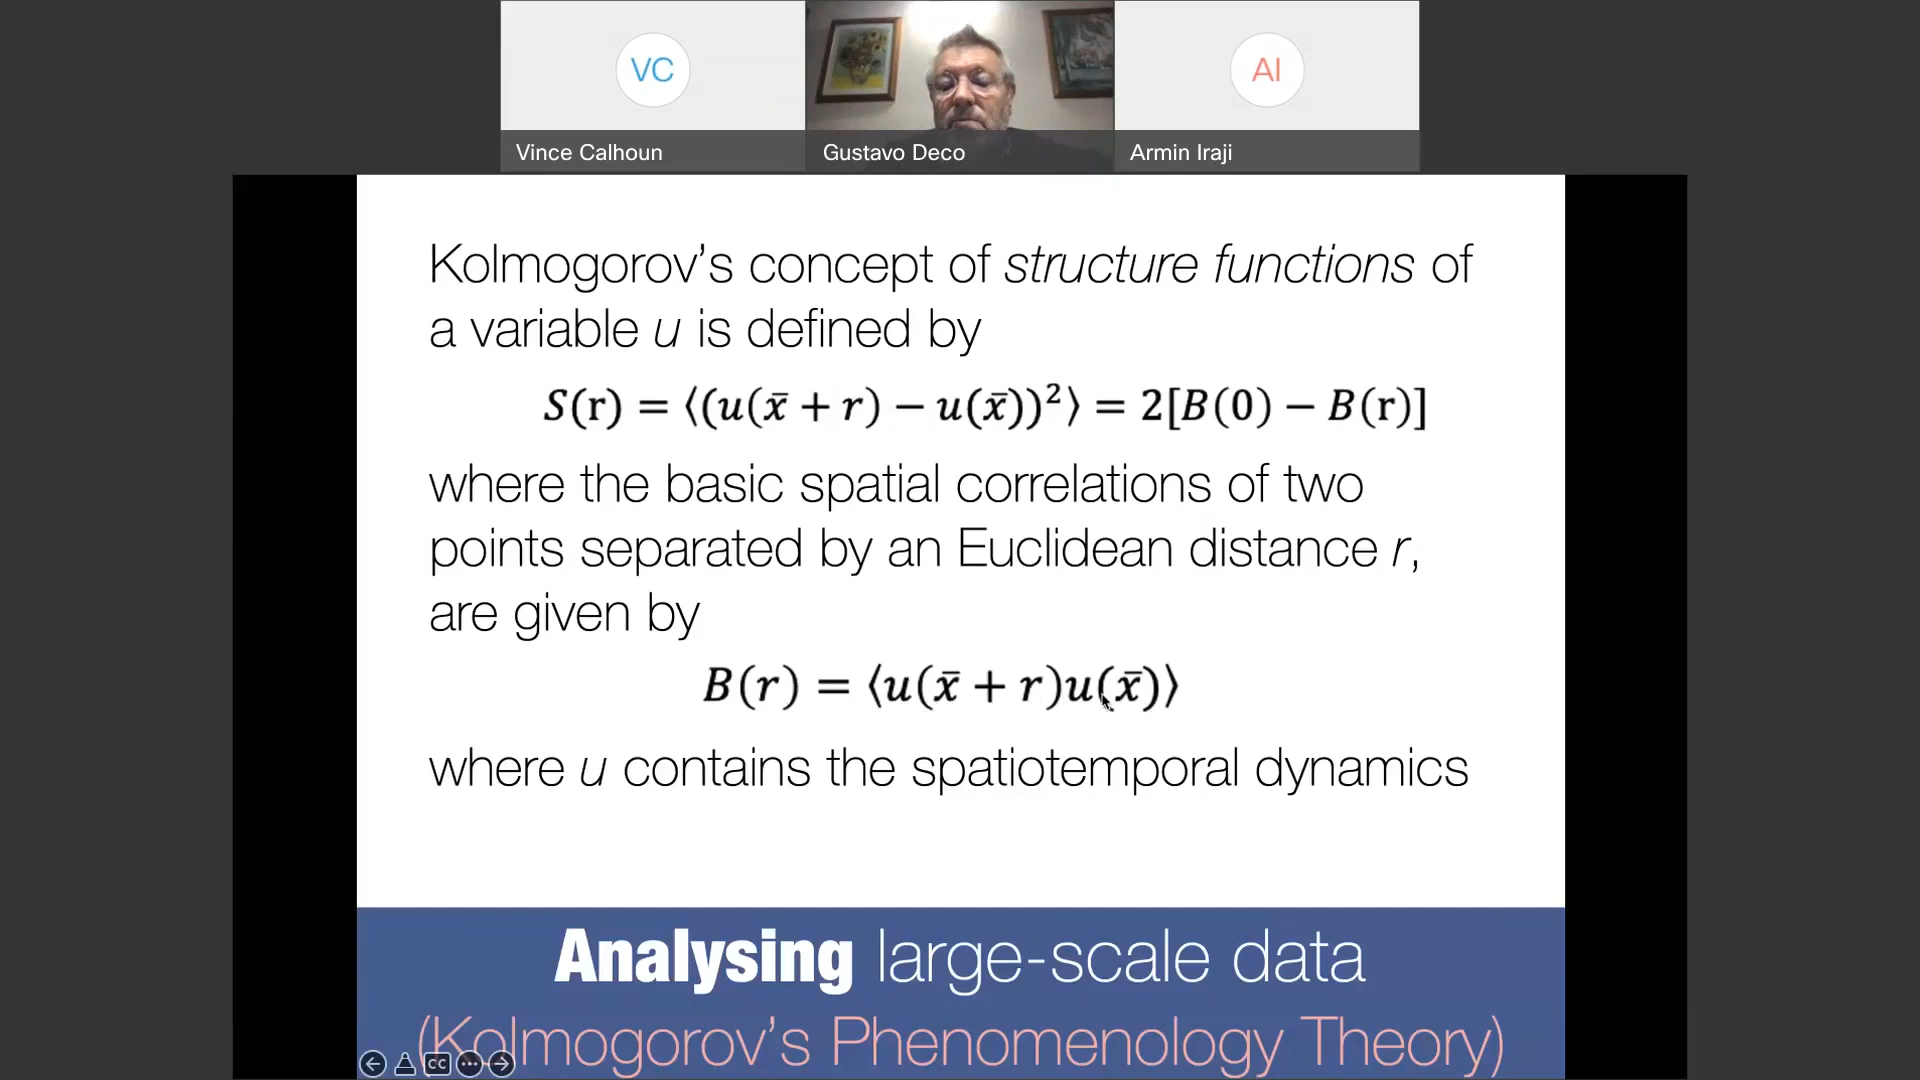 VC
AI
Vince Calhoun
Gustavo Deco
Armin Iraji
Kolmogorov's concept of structure functions of
a variable u is defined by
S(r) = ⟨(u(x̄ + r) − u(x̄))²⟩ = 2[B(0) − B(r)]
where the basic spatial correlations of two
points separated by an Euclidean distance r,
are given by
B(r) = ⟨u(x̄ + r)u(x̄)⟩
where u contains the spatiotemporal dynamics
Analysing large-scale data
(Kolmogorov's Phenomenology Theory)
CC